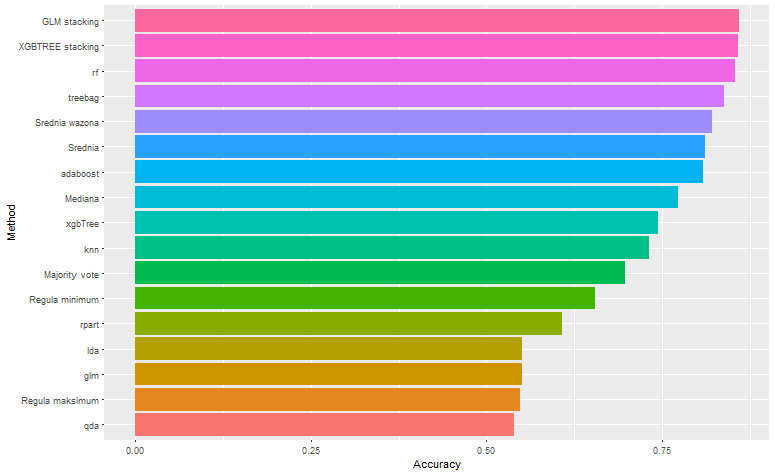 GLM stacking
XGBTREE stacking
rf
treebag
Srednia wazona
Srednia
adaboost
Mediana
xgbTree
knn
Majority vote
Regula minimum
rpart
lda
glm
Regula maksimum
qda
Method
0.00 0.25 0.50 0.75
Accuracy